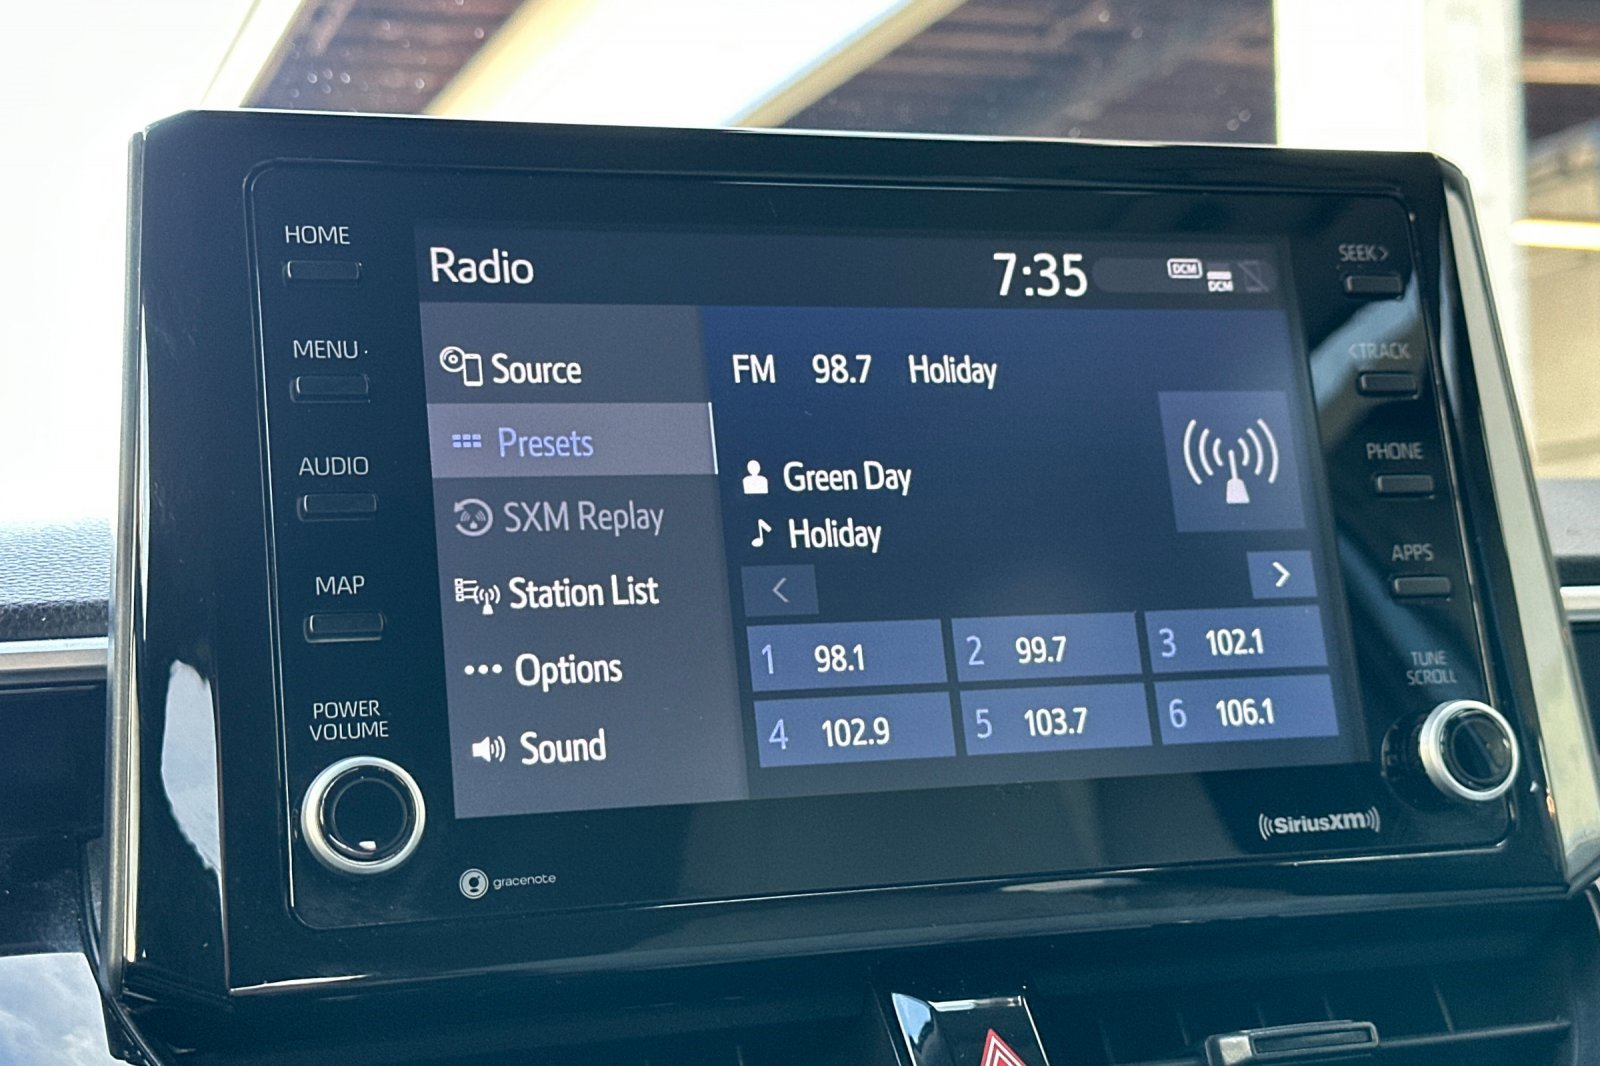 HOME
MENU
AUDIO
MAP
POWER
VOLUME
Radio
7:35
DCM
DCM
Source
Presets
SXM Replay
Station List
Options
Sound
FM 98.7 Holiday
Green Day
Holiday
< >
1 98.1 2 99.7 3 102.1
4 102.9 5 103.7 6 106.1
SEEK>
<TRACK
PHONE
APPS
TUNE
SCROLL
gracenote
((SiriusXM))